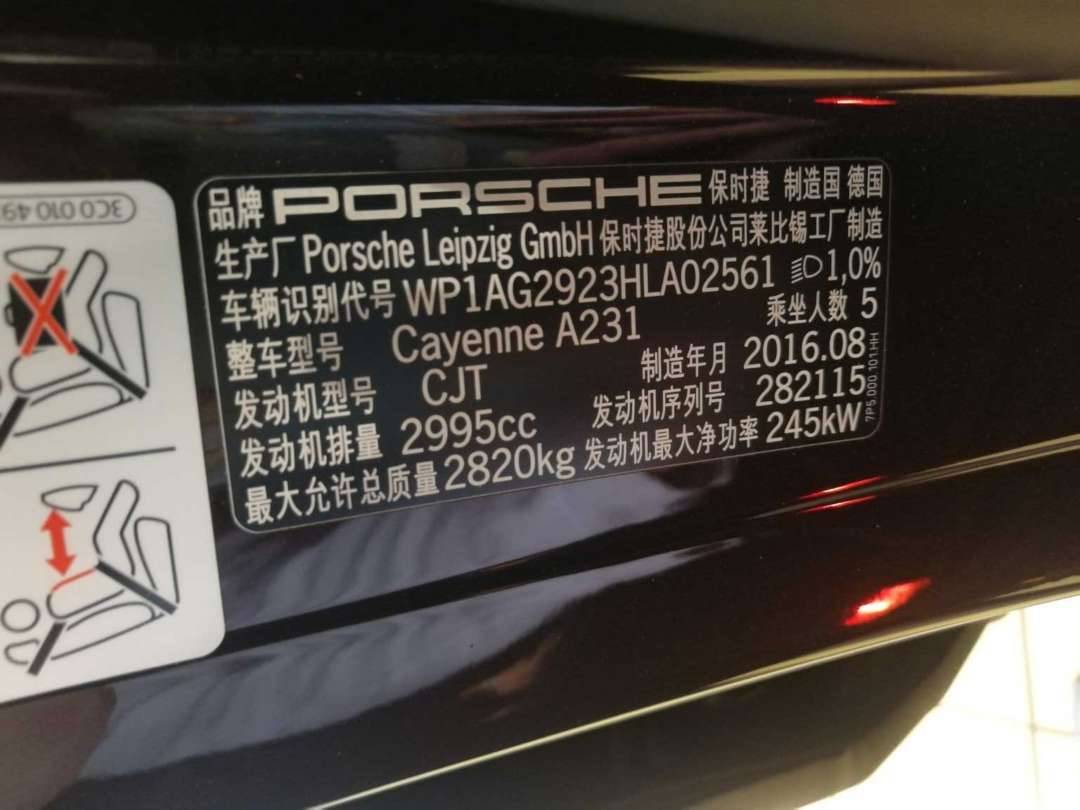 3C0 010 49
品牌 PORSCHE 保时捷 制造国 德国
生产厂 Porsche Leipzig GmbH 保时捷股份公司莱比锡工厂制造
车辆识别代号 WP1AG2923HLA02561 1,0%
整车型号 Cayenne A231 乘坐人数 5
发动机型号 CJT 制造年月 2016.08
发动机排量 2995cc 发动机序列号 282115
最大允许总质量 2820kg 发动机最大净功率 245kW
7P5.000.101.HH